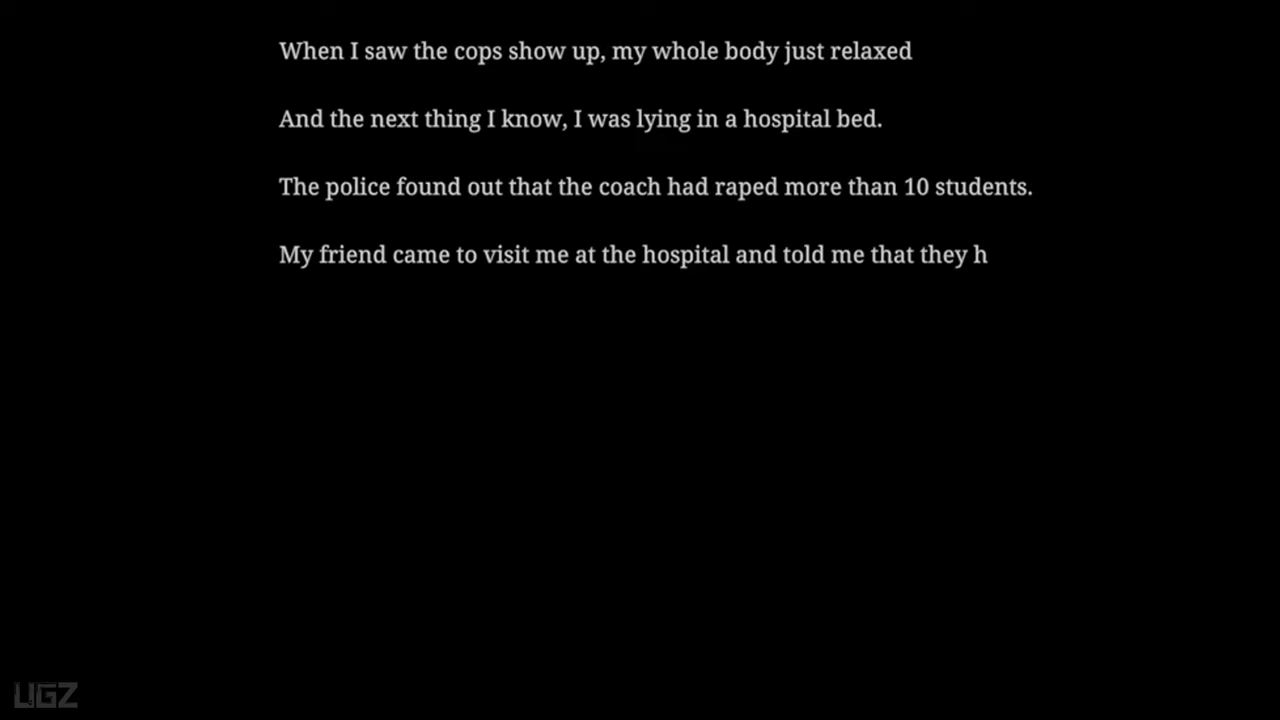 When I saw the cops show up, my whole body just relaxed
And the next thing I know, I was lying in a hospital bed.
The police found out that the coach had raped more than 10 students.
My friend came to visit me at the hospital and told me that they h
UGZ